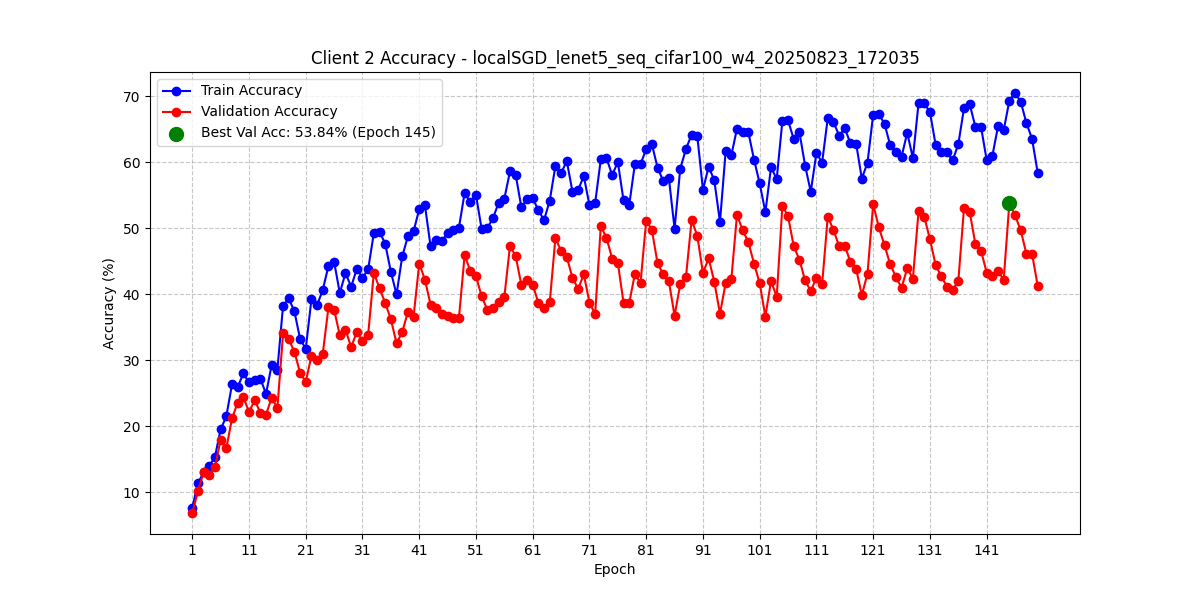 Client 2 Accuracy - localSGD_lenet5_seq_cifar100_w4_20250823_172035
Train Accuracy
Validation Accuracy
Best Val Acc: 53.84% (Epoch 145)
Accuracy (%)
70
60
50
40
30
20
10
1 11 21 31 41 51 61 71 81 91 101 111 121 131 141
Epoch